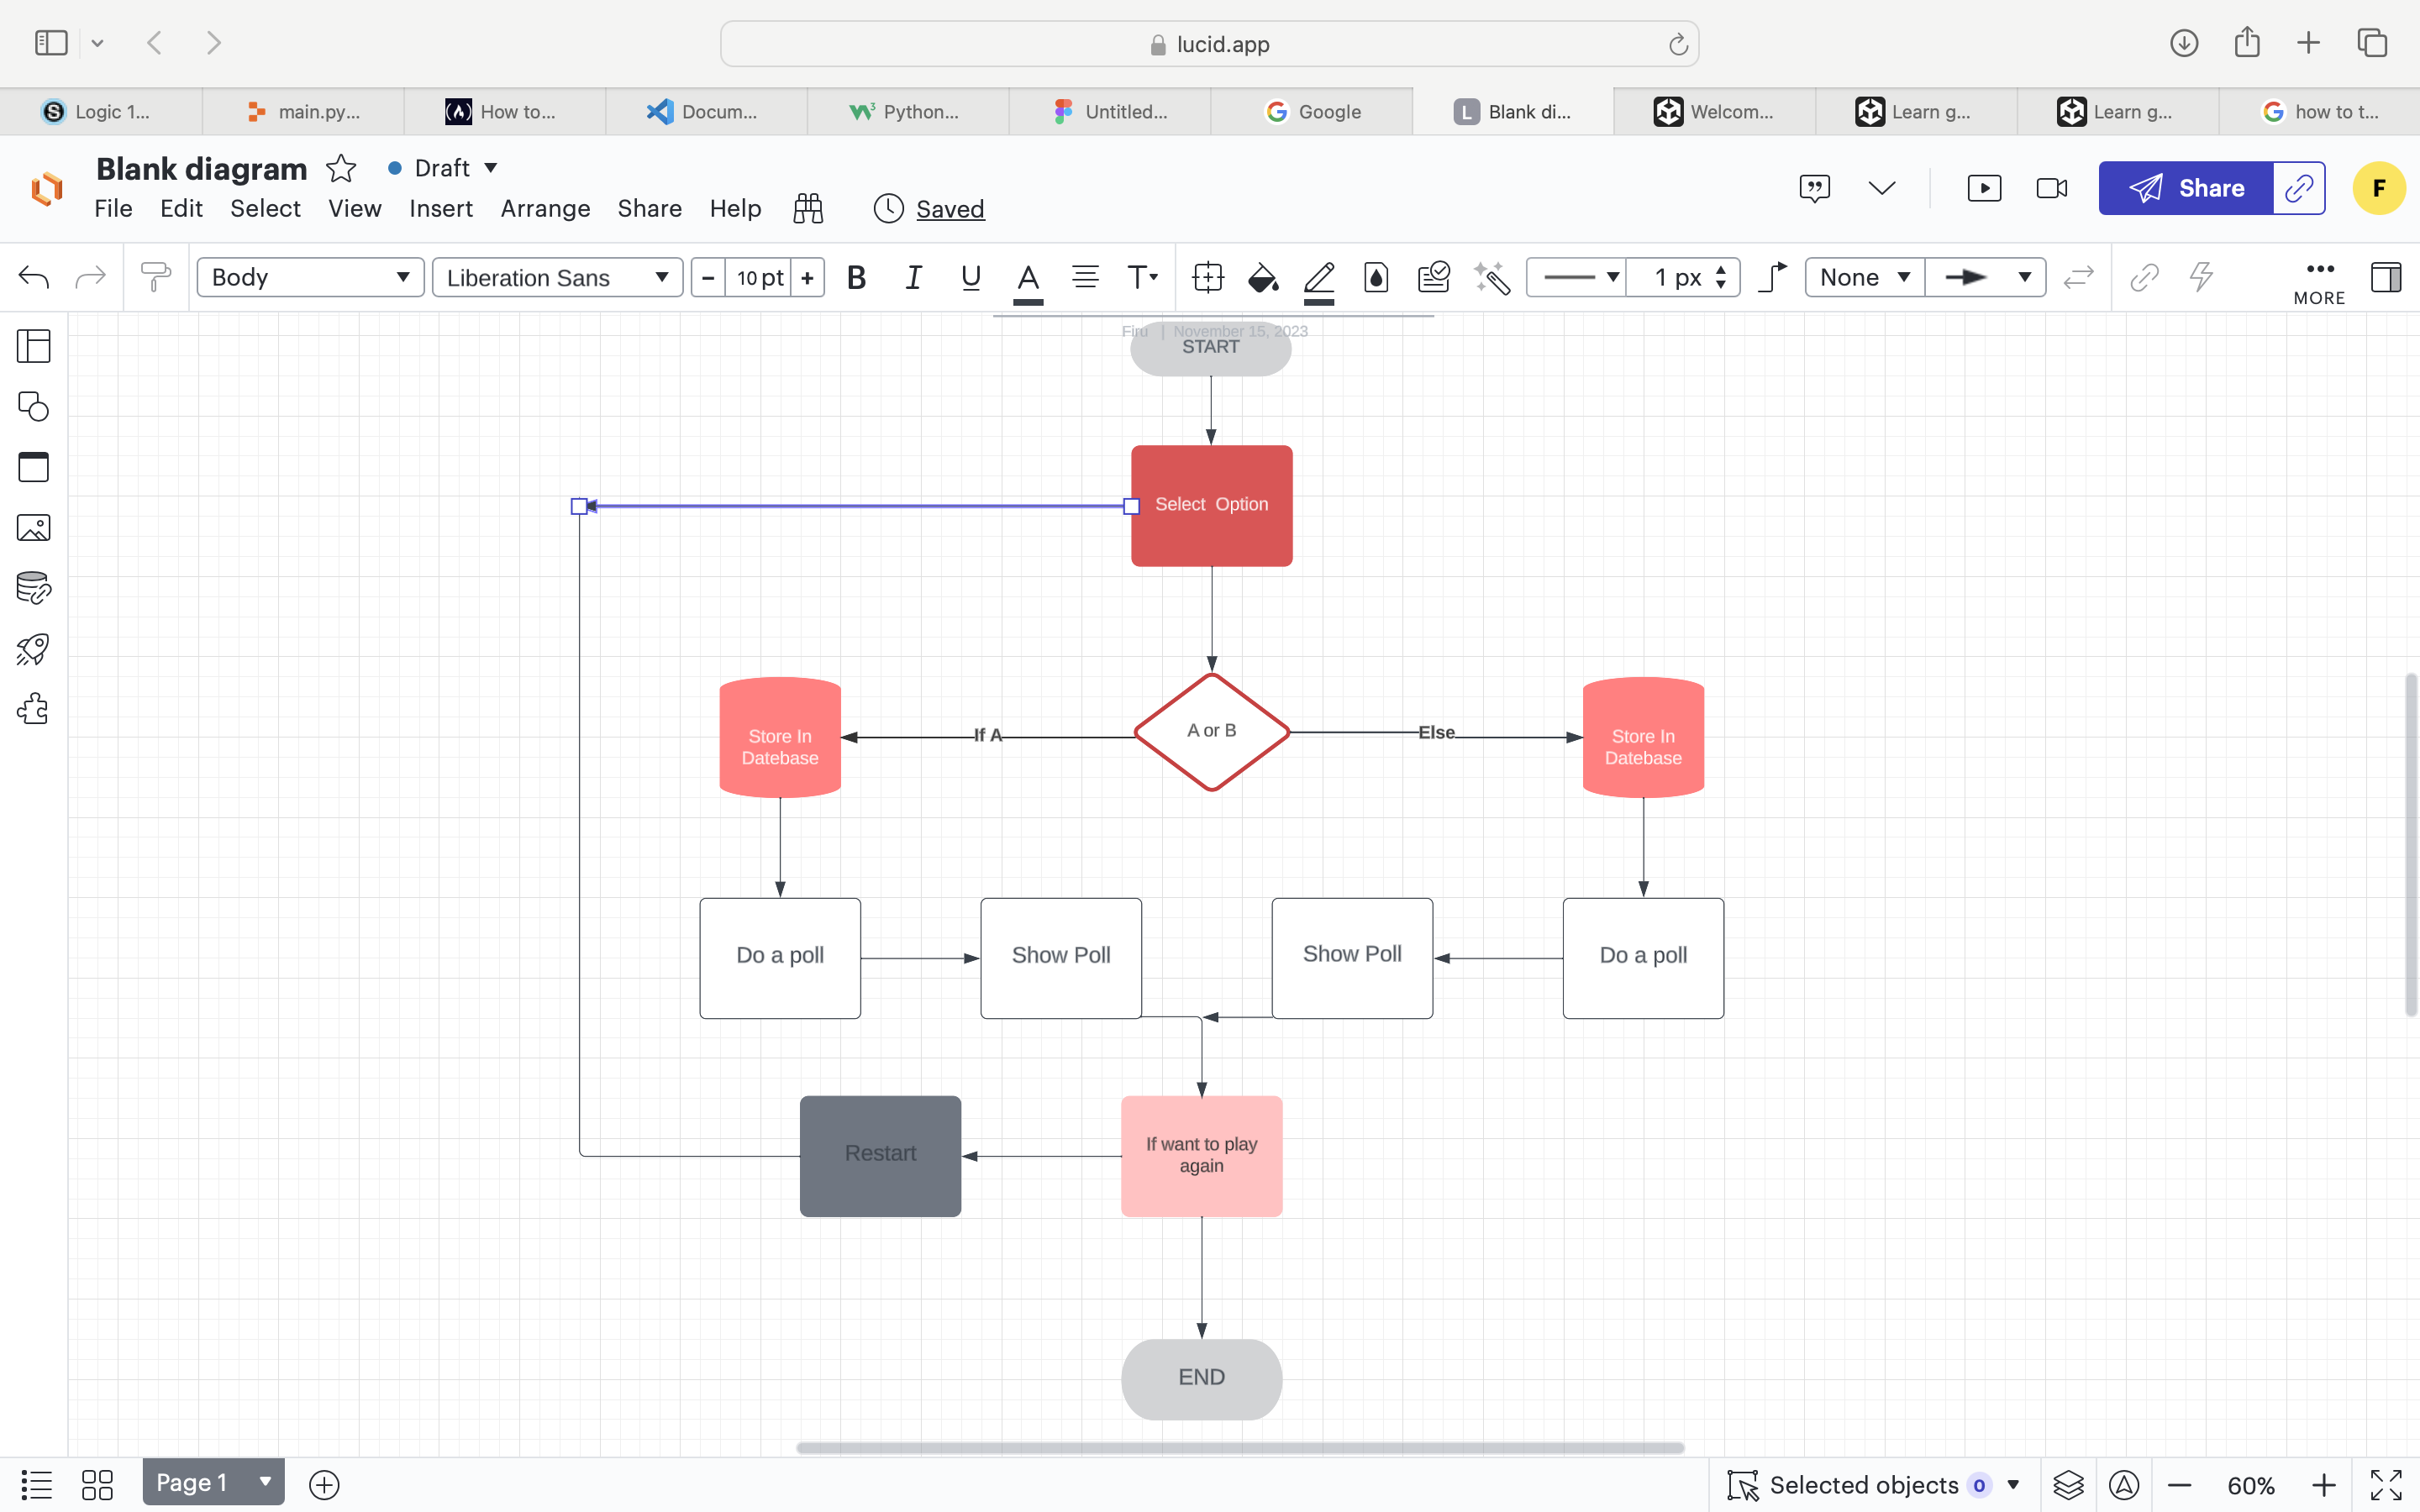 lucid.app
Logic 1...
main.py...
How to...
Docum...
Python...
Untitled...
Google
Blank di...
Welcom...
Learn g...
Learn g...
how to t...
Blank diagram
Draft
File Edit Select View Insert Arrange Share Help
Saved
Share
F
Body
Liberation Sans
10 pt
B I U A T
1 px
None
MORE
Firu | November 15, 2023
START
Select Option
A or B
If A
Else
Store In
Datebase
Store In
Datebase
Do a poll
Show Poll
Show Poll
Do a poll
Restart
If want to play
again
END
Page 1
Selected objects 0
60%